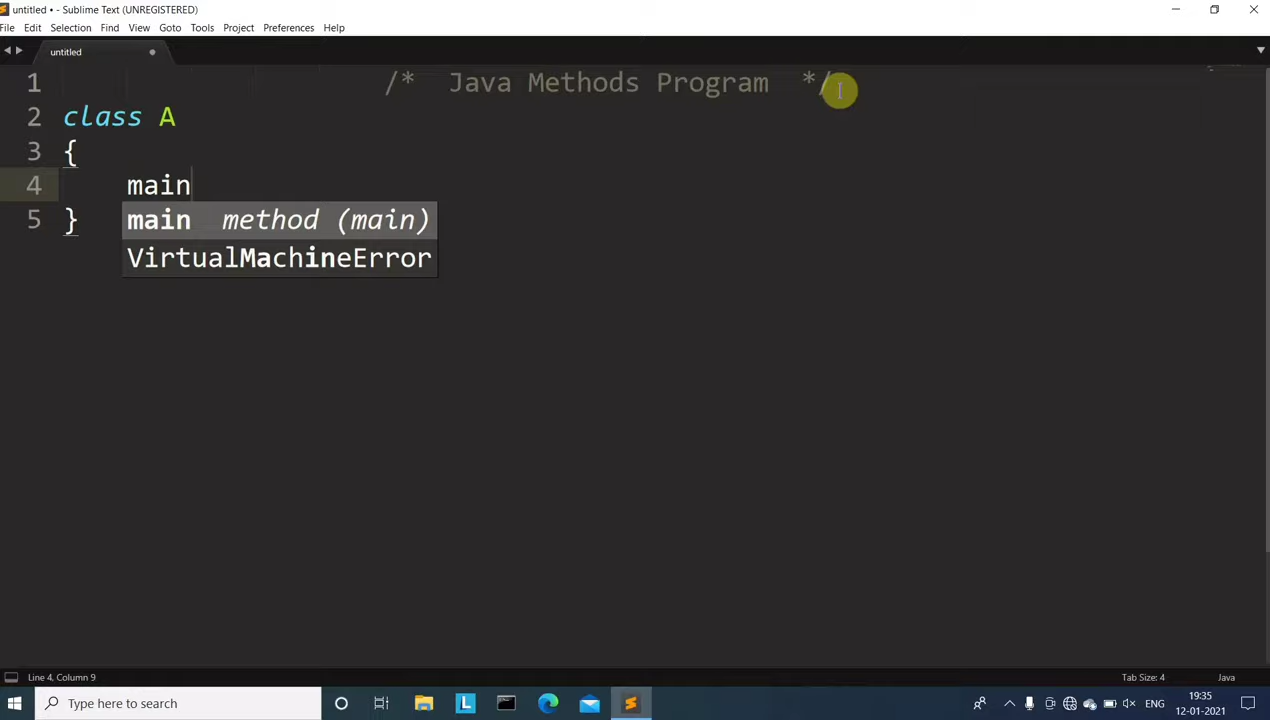 untitled • - Sublime Text (UNREGISTERED)
File Edit Selection Find View Goto Tools Project Preferences Help
untitled
1 /* Java Methods Program */
2 class A
3 {
4 main
main method (main)
5 }
VirtualMachineError
Line 4, Column 9 Tab Size: 4 Java
Type here to search L S ENG 19:35
12-01-2021